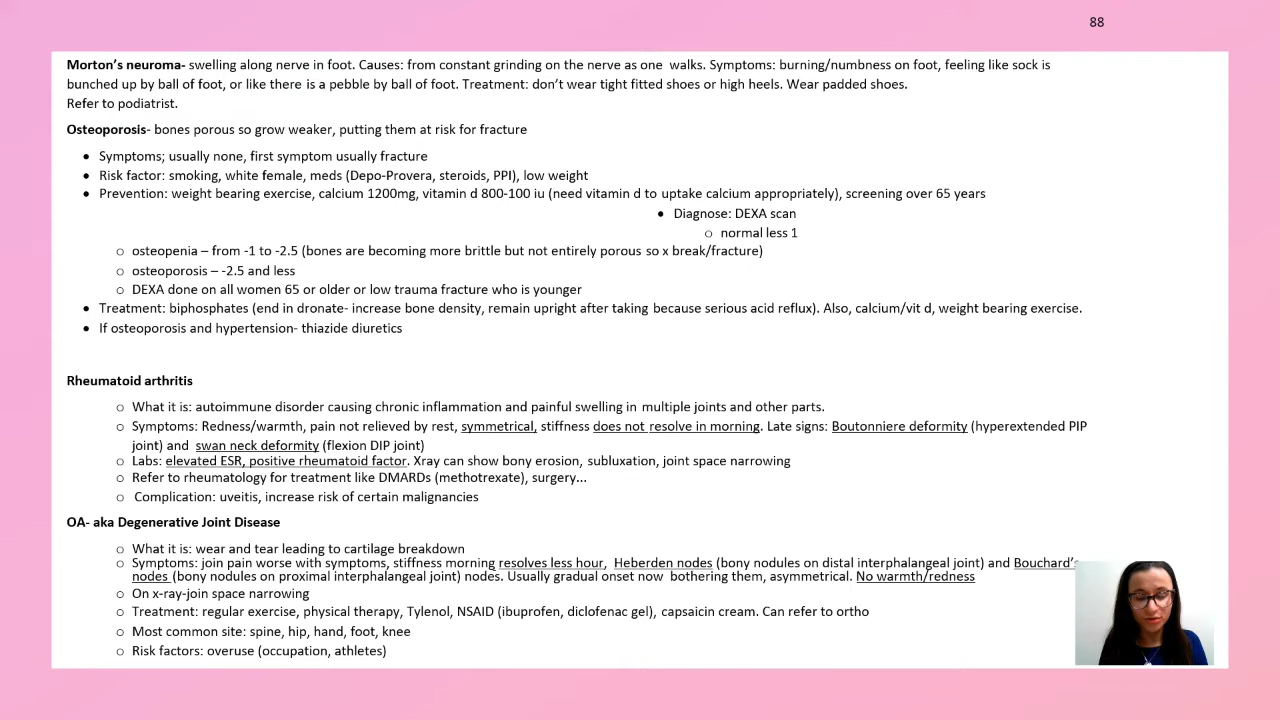 88
Morton's neuroma- swelling along nerve in foot. Causes: from constant grinding on the nerve as one walks. Symptoms: burning/numbness on foot, feeling like sock is
bunched up by ball of foot, or like there is a pebble by ball of foot. Treatment: don't wear tight fitted shoes or high heels. Wear padded shoes.
Refer to podiatrist.
Osteoporosis- bones porous so grow weaker, putting them at risk for fracture
• Symptoms; usually none, first symptom usually fracture
• Risk factor: smoking, white female, meds (Depo-Provera, steroids, PPI), low weight
• Prevention: weight bearing exercise, calcium 1200mg, vitamin d 800-100 iu (need vitamin d to uptake calcium appropriately), screening over 65 years
• Diagnose: DEXA scan
○ normal less 1
○ osteopenia – from -1 to -2.5 (bones are becoming more brittle but not entirely porous so x break/fracture)
○ osteoporosis – -2.5 and less
○ DEXA done on all women 65 or older or low trauma fracture who is younger
• Treatment: biphosphates (end in dronate- increase bone density, remain upright after taking because serious acid reflux). Also, calcium/vit d, weight bearing exercise.
• If osteoporosis and hypertension- thiazide diuretics
Rheumatoid arthritis
○ What it is: autoimmune disorder causing chronic inflammation and painful swelling in multiple joints and other parts.
○ Symptoms: Redness/warmth, pain not relieved by rest, symmetrical, stiffness does not resolve in morning. Late signs: Boutonniere deformity (hyperextended PIP
joint) and swan neck deformity (flexion DIP joint)
○ Labs: elevated ESR, positive rheumatoid factor. Xray can show bony erosion, subluxation, joint space narrowing
○ Refer to rheumatology for treatment like DMARDs (methotrexate), surgery...
○ Complication: uveitis, increase risk of certain malignancies
OA- aka Degenerative Joint Disease
○ What it is: wear and tear leading to cartilage breakdown
○ Symptoms: join pain worse with symptoms, stiffness morning resolves less hour, Heberden nodes (bony nodules on distal interphalangeal joint) and Bouchard's
nodes (bony nodules on proximal interphalangeal joint) nodes. Usually gradual onset now bothering them, asymmetrical. No warmth/redness
○ On x-ray-join space narrowing
○ Treatment: regular exercise, physical therapy, Tylenol, NSAID (ibuprofen, diclofenac gel), capsaicin cream. Can refer to ortho
○ Most common site: spine, hip, hand, foot, knee
○ Risk factors: overuse (occupation, athletes)